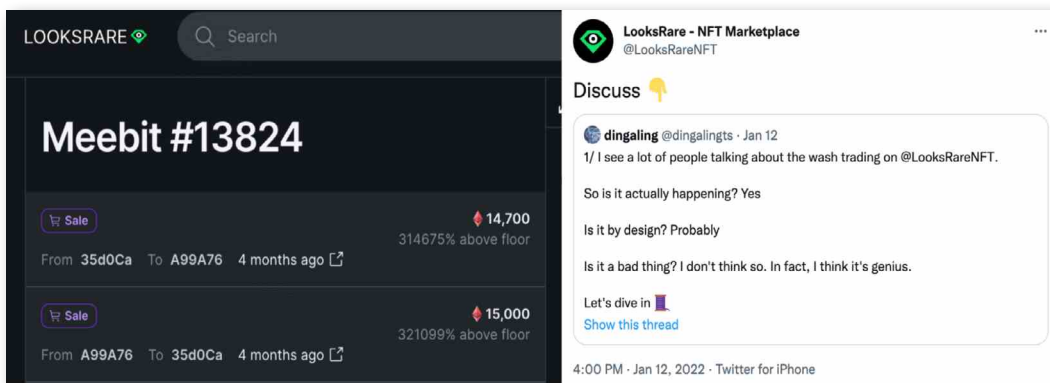 LOOKSRARE
Search
Meebit #13824
Sale
14,700
314675% above floor
From 35d0Ca To A99A76 4 months ago
Sale
15,000
321099% above floor
From A99A76 To 35d0Ca 4 months ago
LooksRare - NFT Marketplace
@LooksRareNFT
Discuss 👇
dingaling @dingalingts · Jan 12
1/ I see a lot of people talking about the wash trading on @LooksRareNFT.
So is it actually happening? Yes
Is it by design? Probably
Is it a bad thing? I don't think so. In fact, I think it's genius.
Let's dive in 🧵
Show this thread
4:00 PM · Jan 12, 2022 · Twitter for iPhone